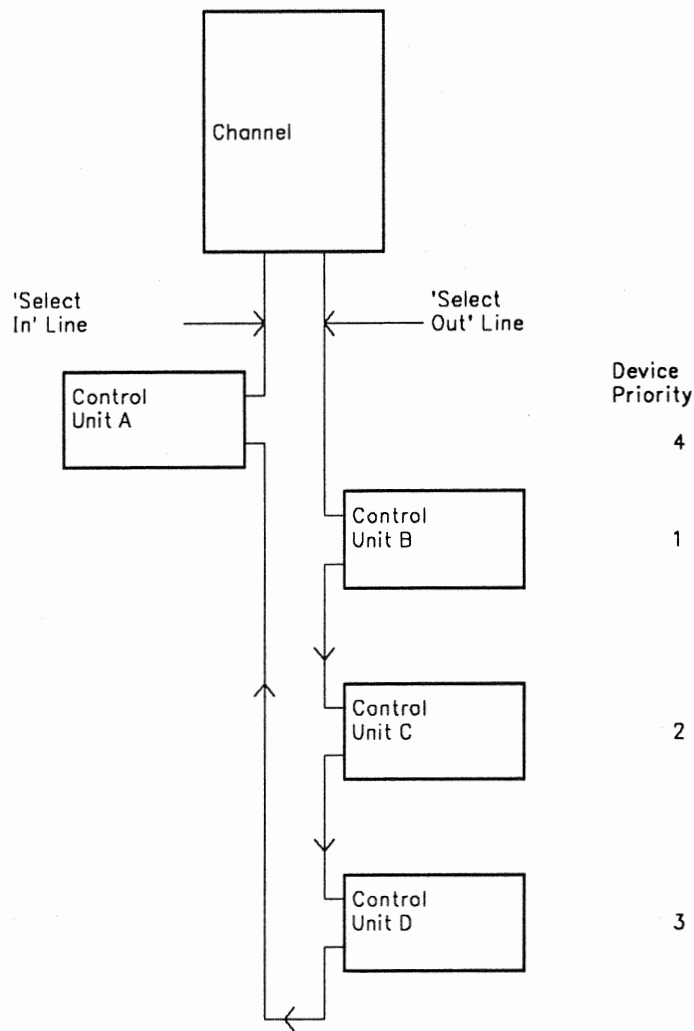 Channel
'Select
In' Line
'Select
Out' Line
Device
Priority
Control
Unit A
4
Control
Unit B
1
Control
Unit C
2
Control
Unit D
3